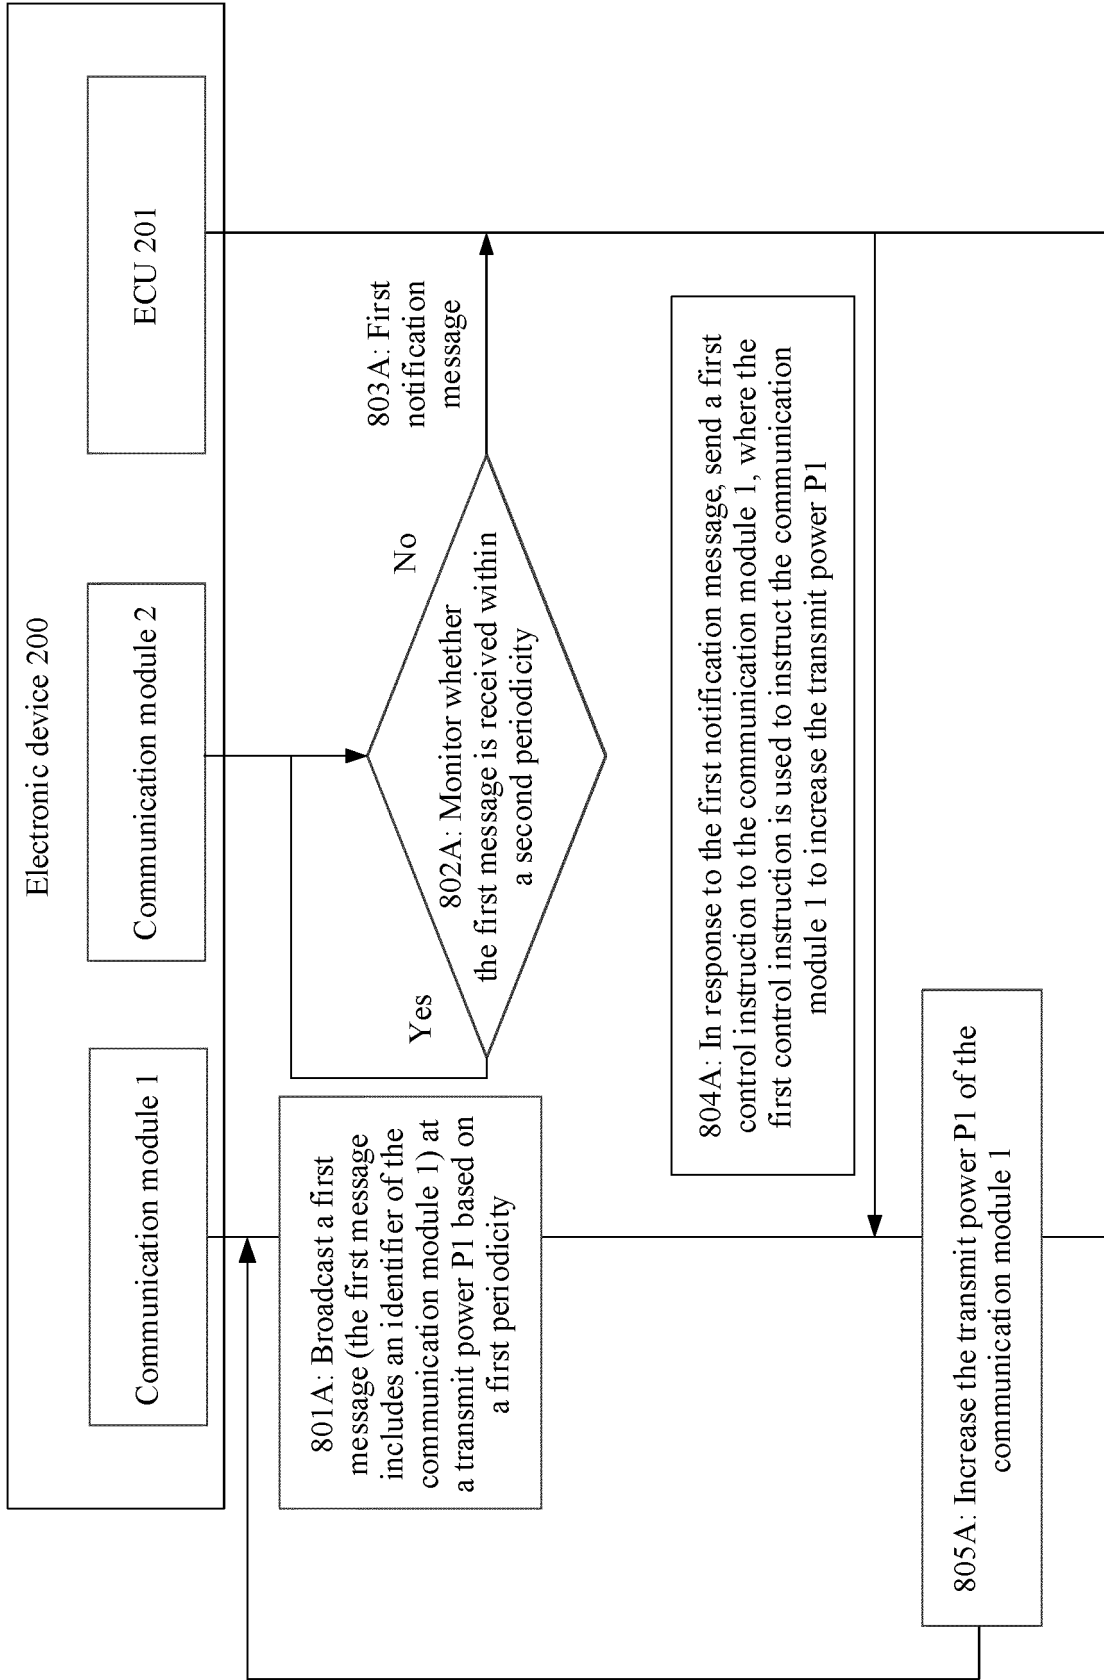 Electronic device 200
Communication module 1
Communication module 2
ECU 201
801A: Broadcast a first
message (the first message
includes an identifier of the
communication module 1) at
a transmit power P1 based on
a first periodicity
Yes
802A: Monitor whether
the first message is received within
a second periodicity
No
803A: First
notification
message
804A: In response to the first notification message, send a first
control instruction to the communication module 1, where the
first control instruction is used to instruct the communication
module 1 to increase the transmit power P1
805A: Increase the transmit power P1 of the
communication module 1